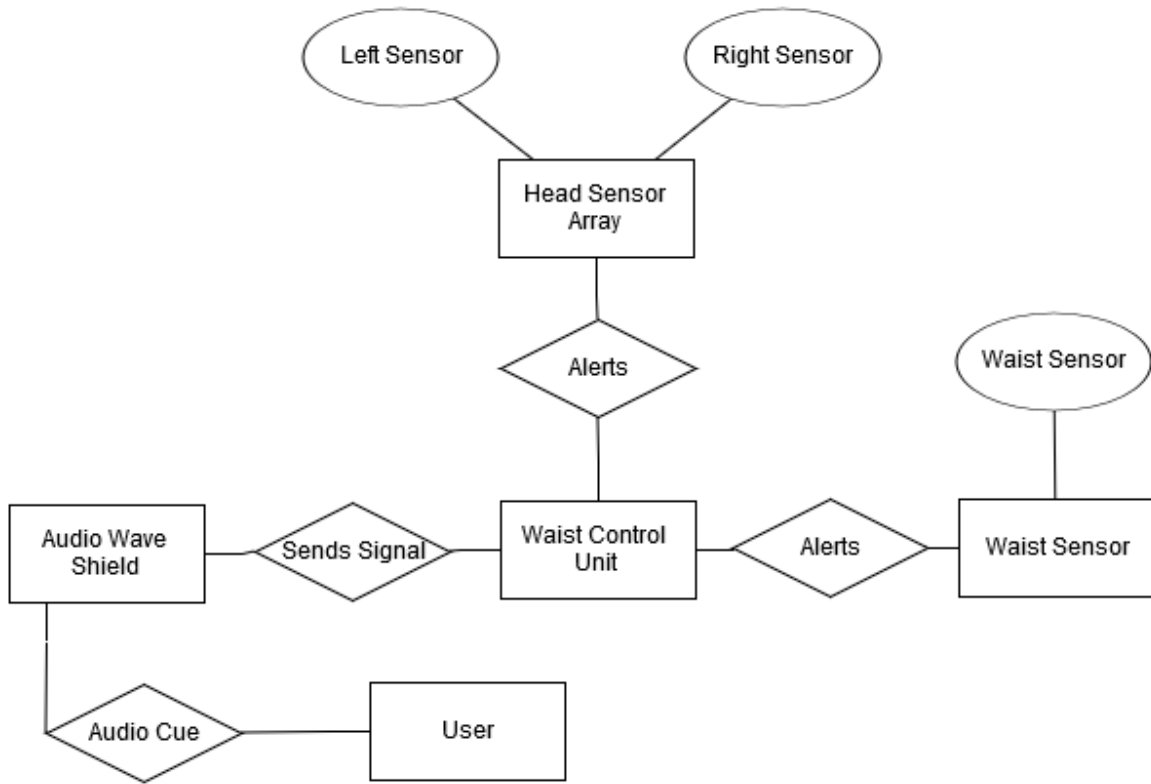 Left Sensor
Right Sensor
Head Sensor
Array
Alerts
Waist Sensor
Audio Wave
Shield
Sends Signal
Waist Control
Unit
Alerts
Waist Sensor
Audio Cue
User